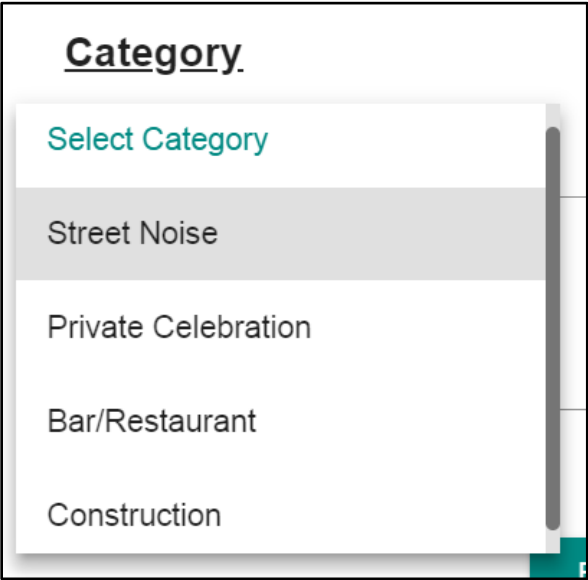 Category
Select Category
Street Noise
Private Celebration
Bar/Restaurant
Construction